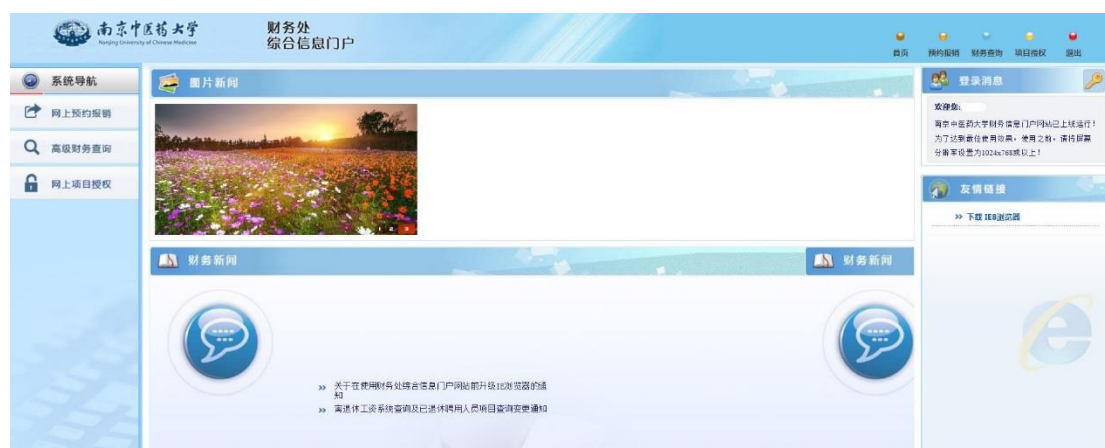 南京中医药大学
Nanjing University of Chinese Medicine
财务处
综合信息门户
首页 预约报销 财务查询 项目授权 退出
系统导航
网上预约报销
高级财务查询
网上项目授权
图片新闻
1 2 3
财务新闻
财务新闻
关于在使用财务处综合信息门户网站前升级IE浏览器的通
知
离退休工资系统查询及已退休聘用人员项目查询变更通知
登录消息
欢迎您:
南京中医药大学财务信息门户网站已上线运行!
为了达到最佳使用效果,使用之前,请将屏幕
分辨率设置为1024x768或以上!
友情链接
下载 IE8浏览器